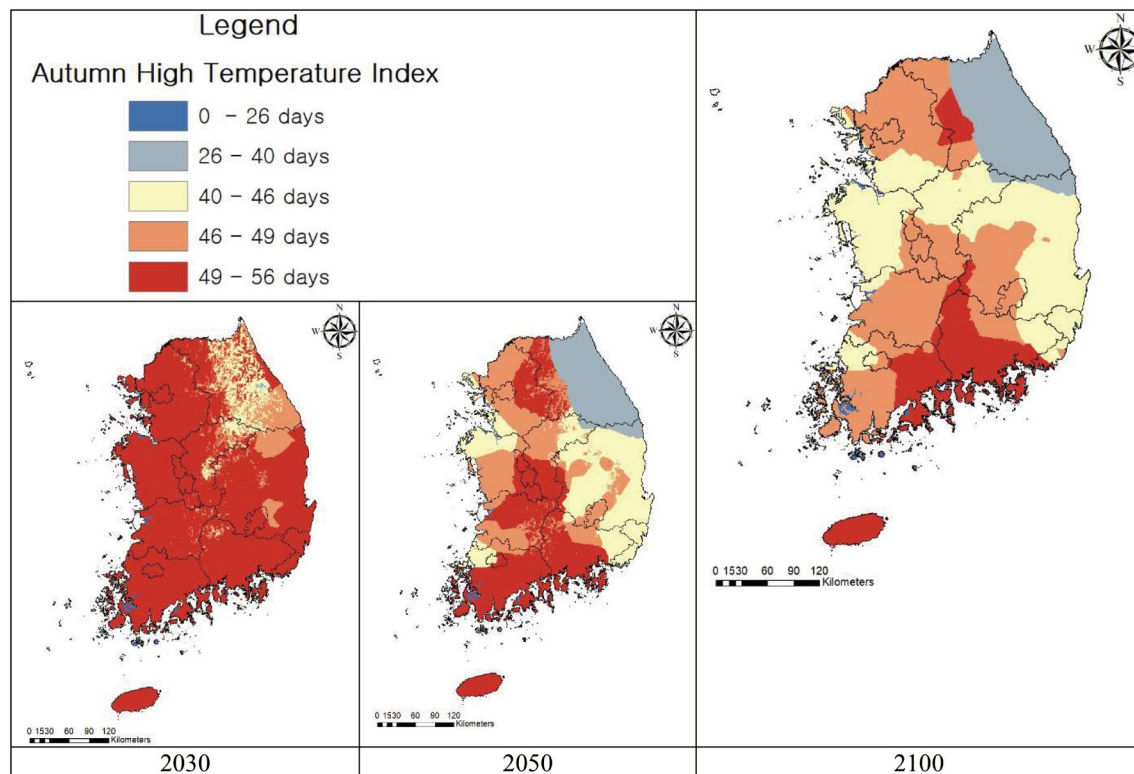 Legend
Autumn High Temperature Index
0 – 26 days
26 – 40 days
40 – 46 days
46 – 49 days
49 – 56 days
N
W
S
0 1530 60 90 120
Kilometers
2030
N
W
S
0 1530 60 90 120
Kilometers
2050
N
W
S
0 1530 60 90 120
Kilometers
2100